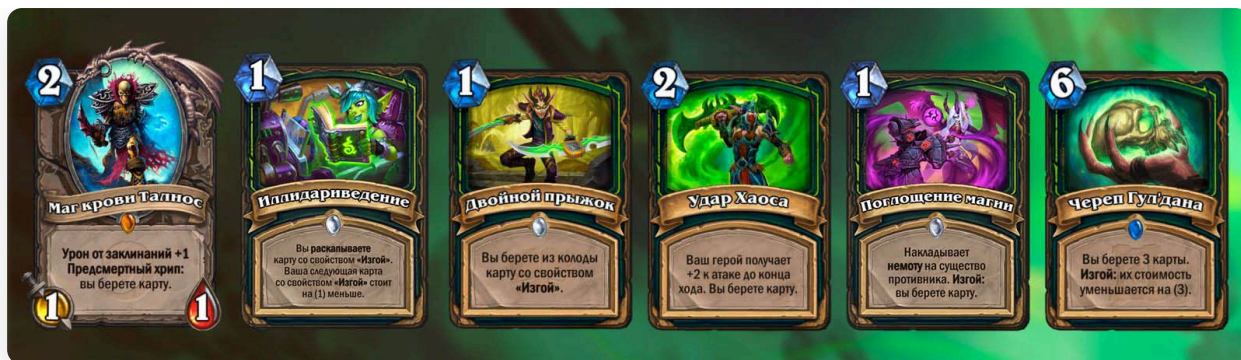 2
Маг крови Талнос
Урон от заклинаний +1
Предсмертный хрип:
вы берете карту.
1
1
1
Иллидариведение
Вы раскапываете
карту со свойством «Изгой».
Ваша следующая карта
со свойством «Изгой» стоит
на (1) меньше.
1
Двойной прыжок
Вы берете из колоды
карту со свойством
«Изгой».
2
Удар Хаоса
Ваш герой получает
+2 к атаке до конца
хода. Вы берете карту.
1
Поглощение магии
Накладывает
немоту на существо
противника. Изгой:
вы берете карту.
6
Череп Гул'дана
Вы берете 3 карты.
Изгой: их стоимость
уменьшается на (3).